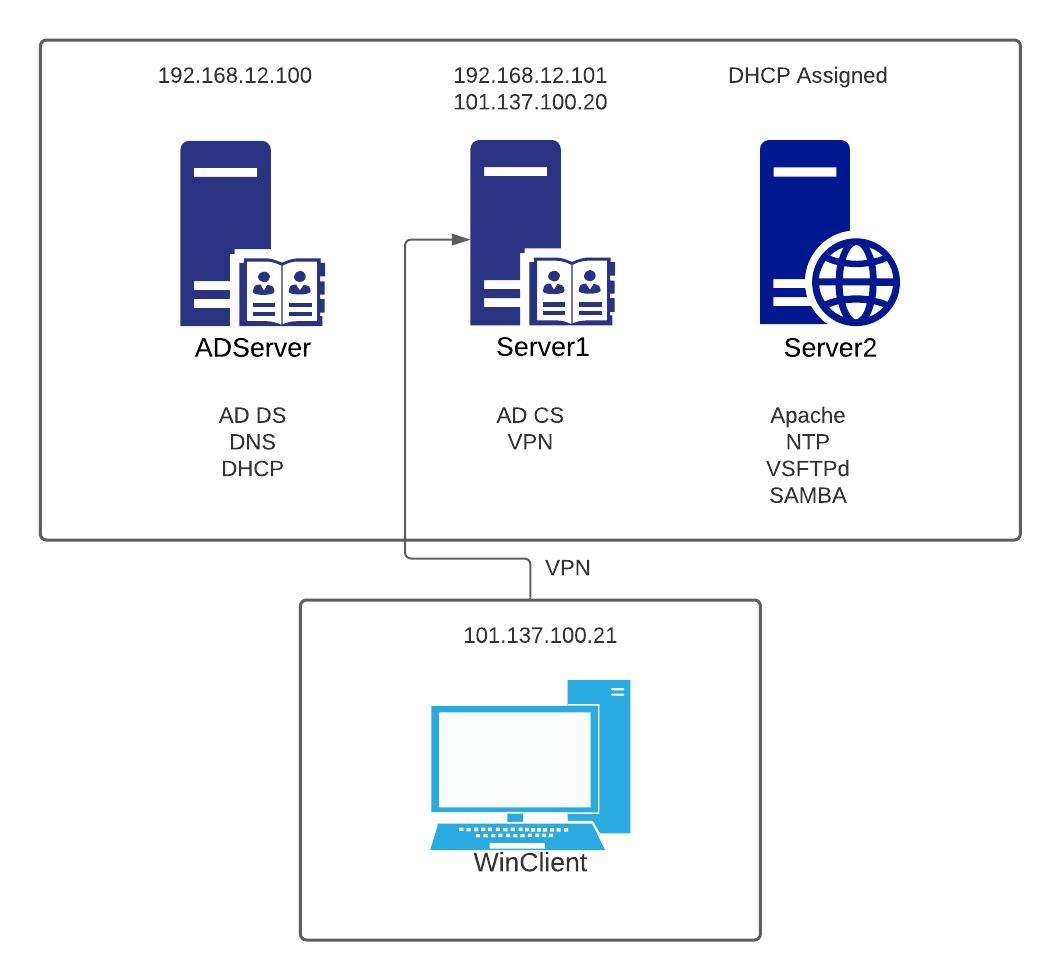 192.168.12.100
192.168.12.101
101.137.100.20
DHCP Assigned
ADServer
Server1
Server2
AD DS
DNS
DHCP
AD CS
VPN
Apache
NTP
VSFTPd
SAMBA
VPN
101.137.100.21
WinClient